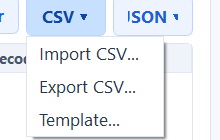 CSV ▾ JSON ▾
Import CSV...
Export CSV...
Template...